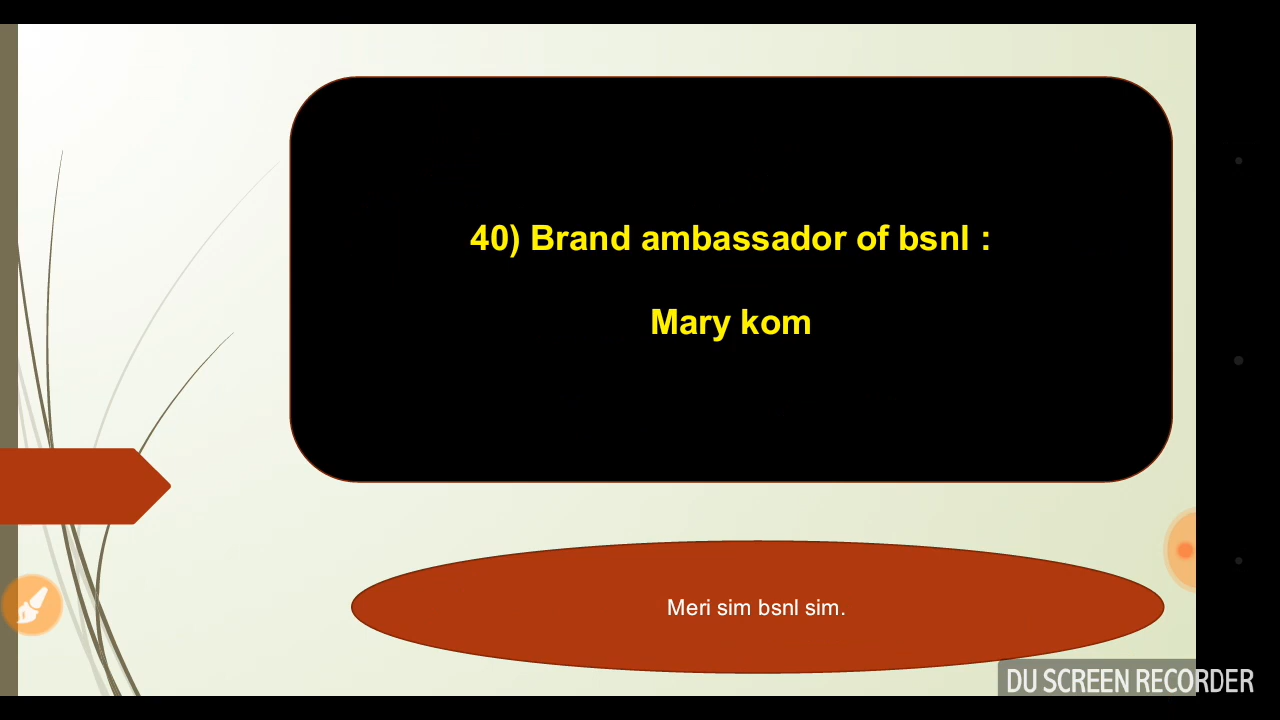 40) Brand ambassador of bsnl :
Mary kom
Meri sim bsnl sim.
DU SCREEN RECORDER